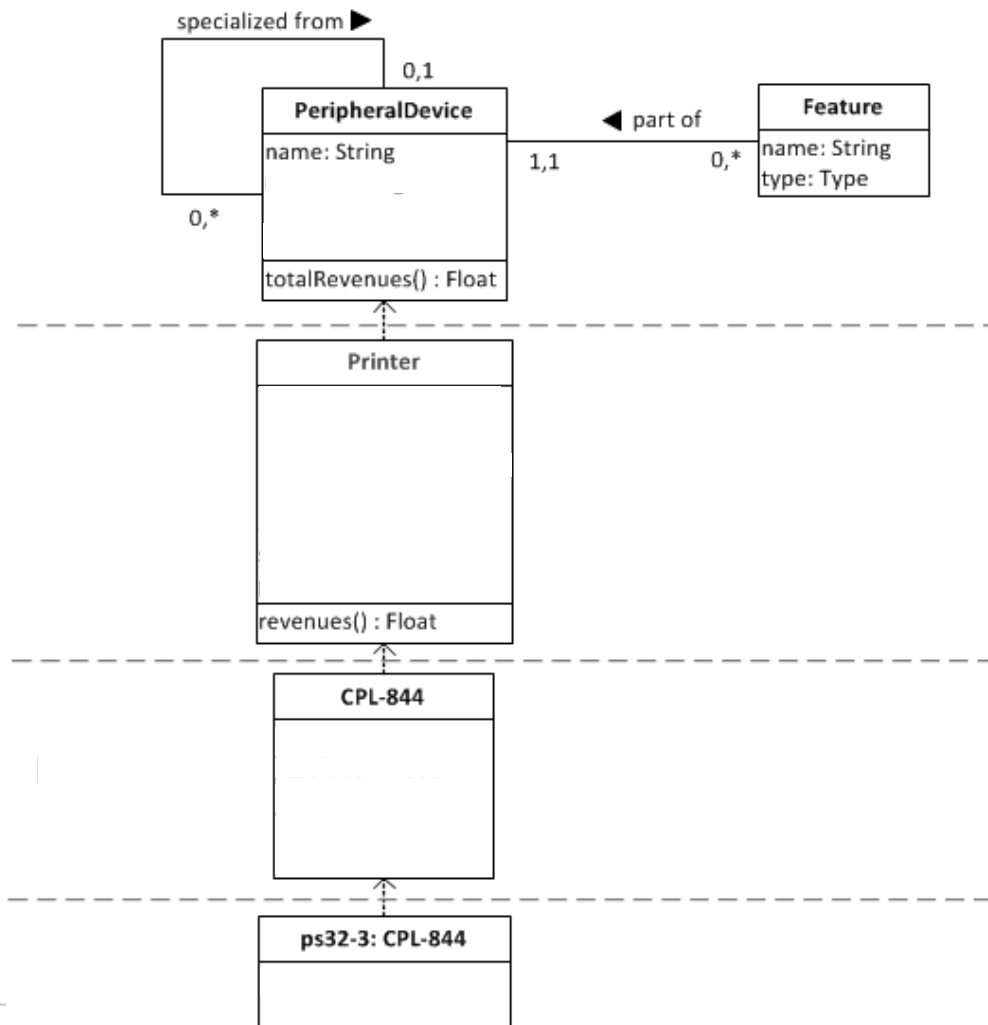 specialized from ▶
0,1
PeripheralDevice
name: String
totalRevenues() : Float
0,*
◀ part of
1,1
0,*
Feature
name: String
type: Type
Printer
revenues() : Float
CPL-844
ps32-3: CPL-844